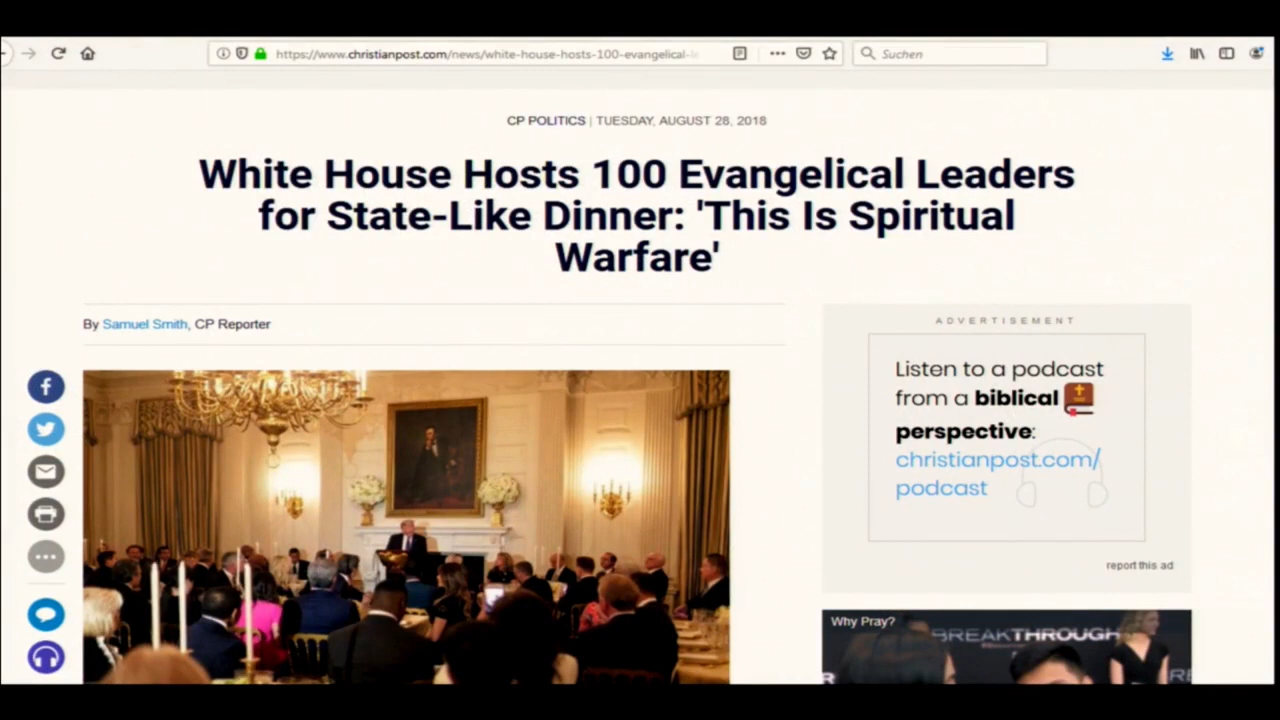 https://www.christianpost.com/news/white-house-hosts-100-evangelical-
Suchen
CP POLITICS | TUESDAY, AUGUST 28, 2018
White House Hosts 100 Evangelical Leaders
for State-Like Dinner: 'This Is Spiritual
Warfare'
By Samuel Smith, CP Reporter
ADVERTISEMENT
Listen to a podcast
from a biblical
perspective:
christianpost.com/
podcast
report this ad
Why Pray?
BREAKTHROUGH